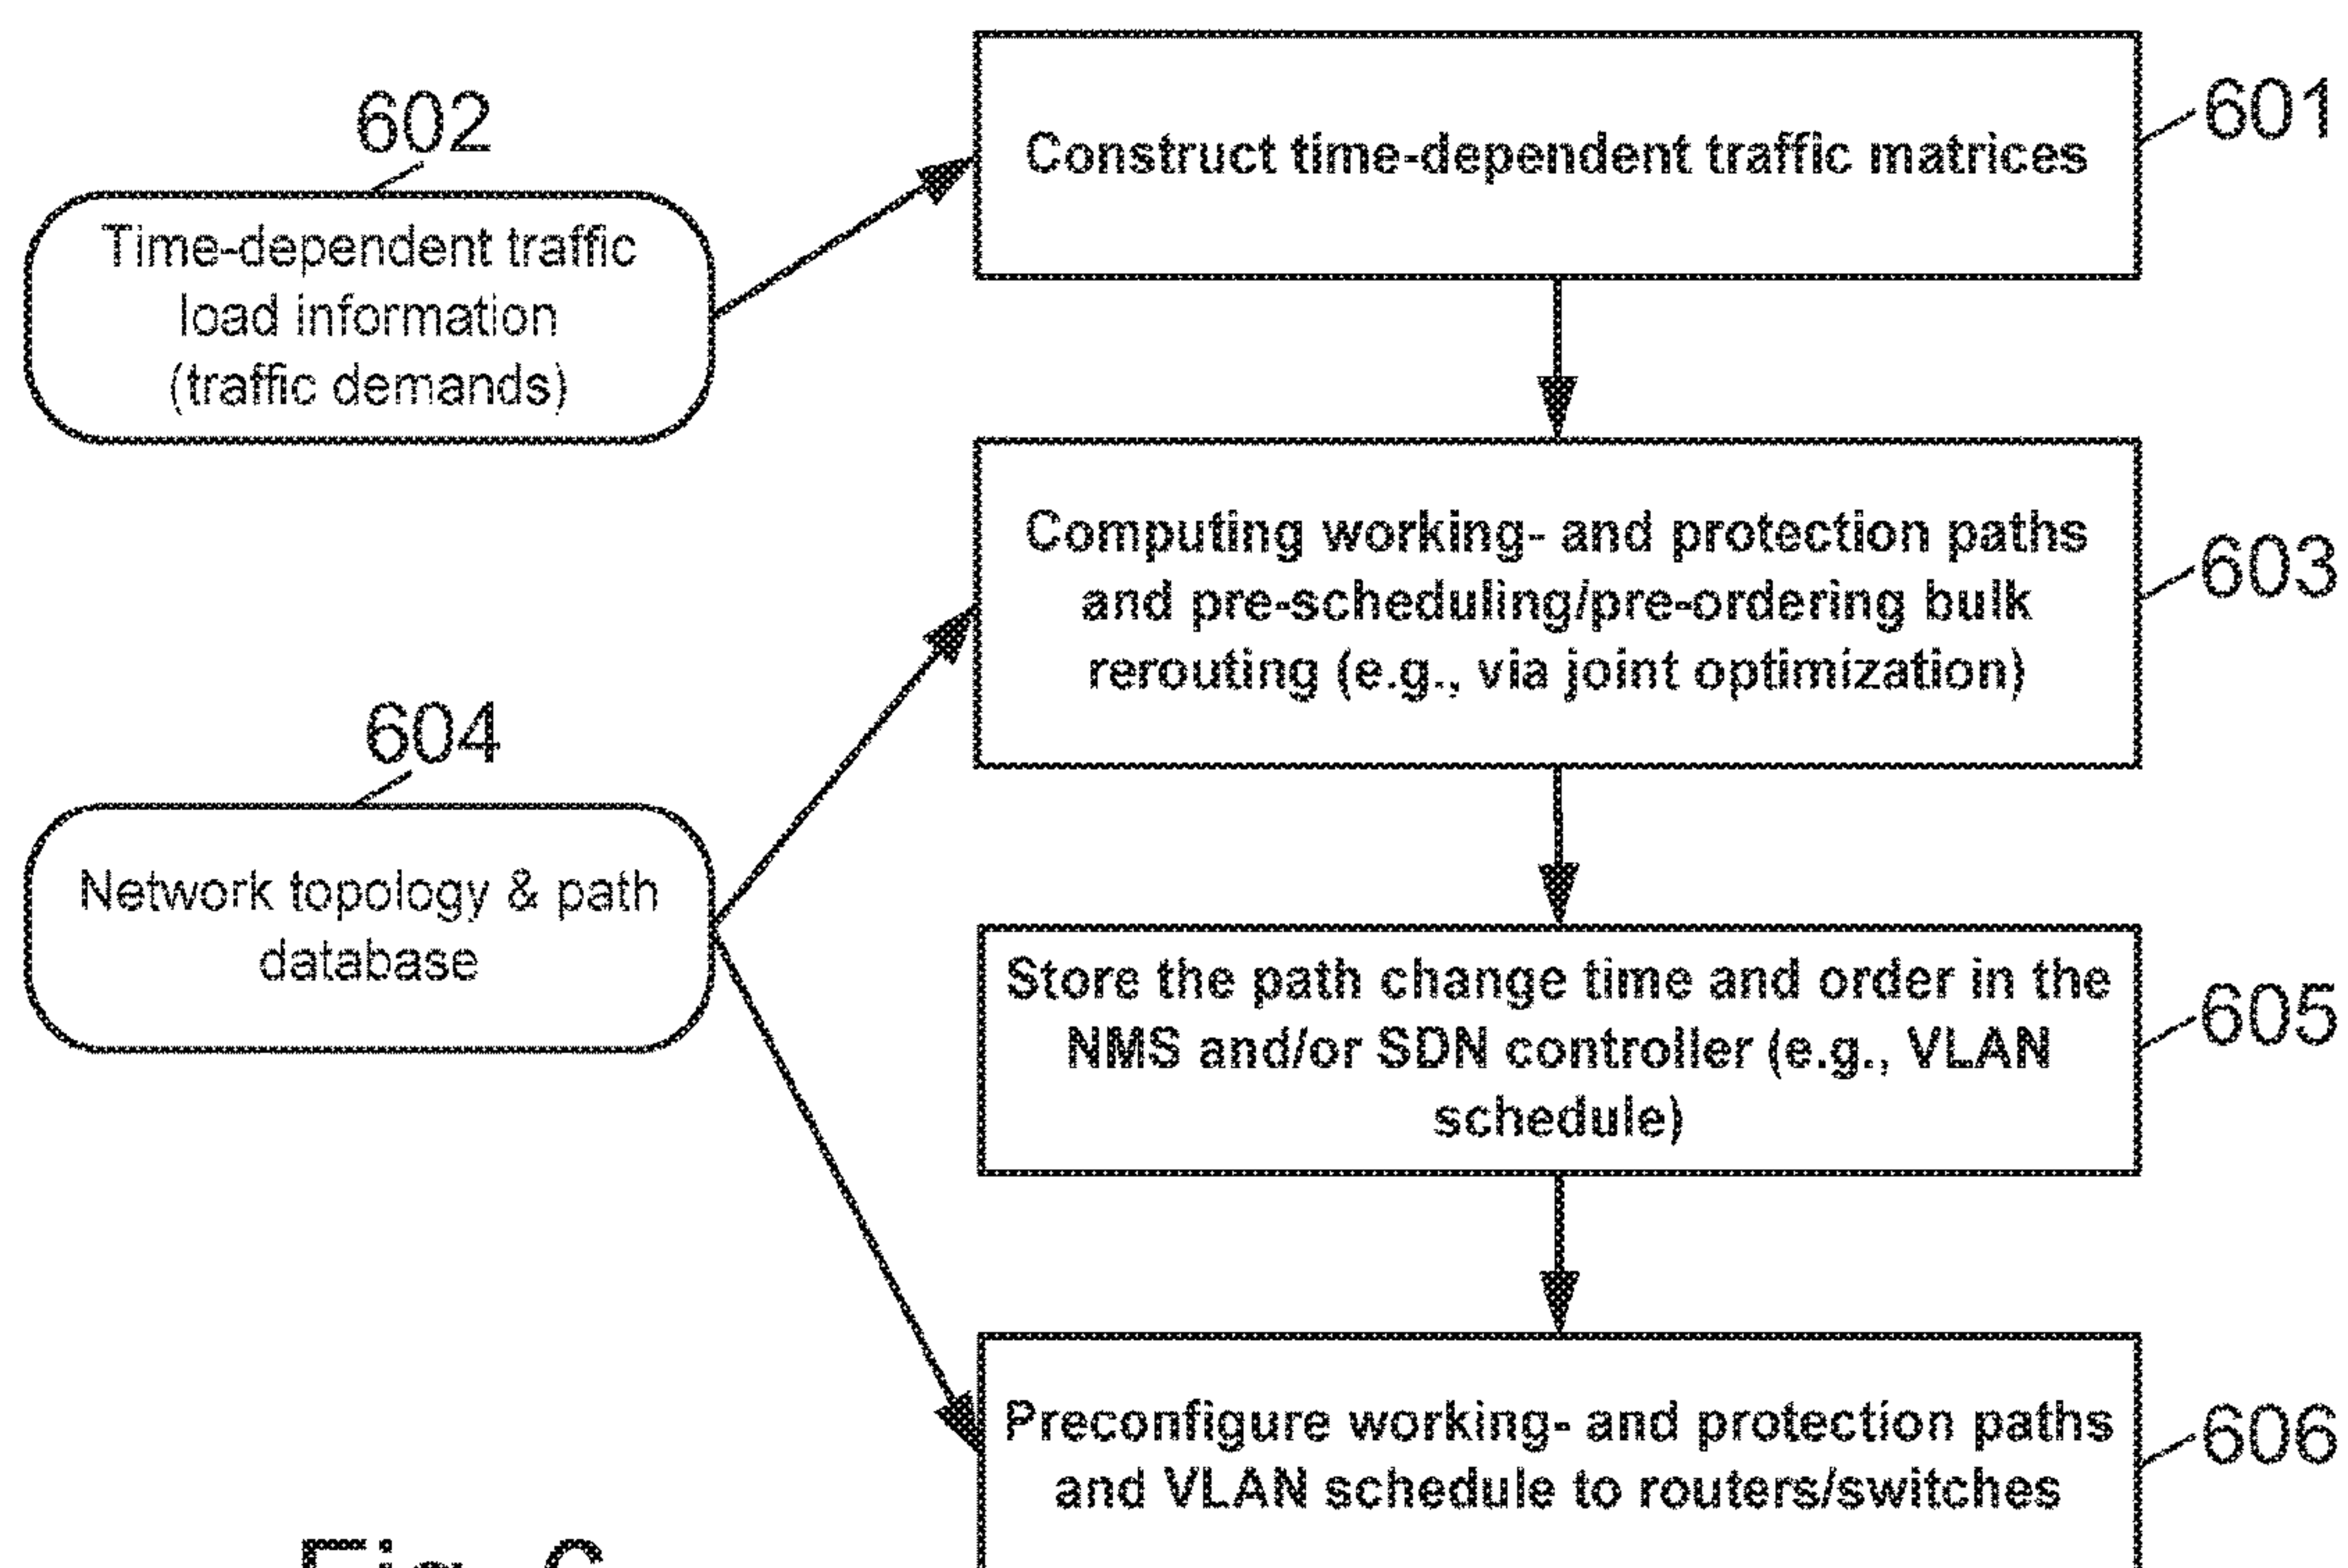 601
Construct time-dependent traffic matrices
602
Time-dependent traffic
load information
(traffic demands)
603
Computing working- and protection paths
and pre-scheduling/pre-ordering bulk
rerouting (e.g., via joint optimization)
604
Network topology & path
database
605
Store the path change time and order in the
NMS and/or SDN controller (e.g., VLAN
schedule)
606
Preconfigure working- and protection paths
and VLAN schedule to routers/switches